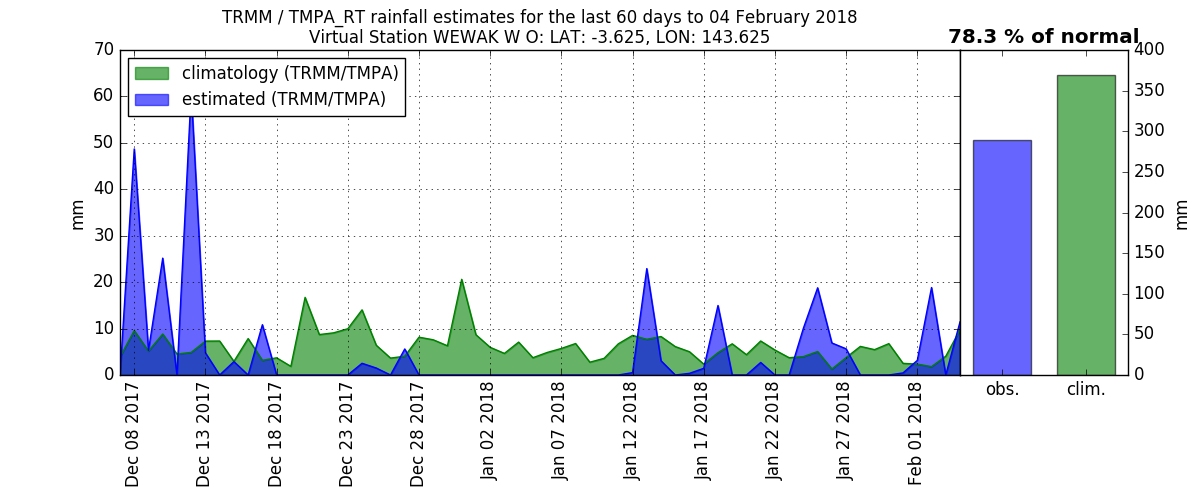 TRMM / TMPA_RT rainfall estimates for the last 60 days to 04 February 2018
Virtual Station WEWAK W O: LAT: -3.625, LON: 143.625
78.3 % of normal
climatology (TRMM/TMPA)
estimated (TRMM/TMPA)
mm
70
60
50
40
30
20
10
0
Dec 08 2017
Dec 13 2017
Dec 18 2017
Dec 23 2017
Dec 28 2017
Jan 02 2018
Jan 07 2018
Jan 12 2018
Jan 17 2018
Jan 22 2018
Jan 27 2018
Feb 01 2018
obs.
clim.
400
350
300
250
200
150
100
50
0
mm